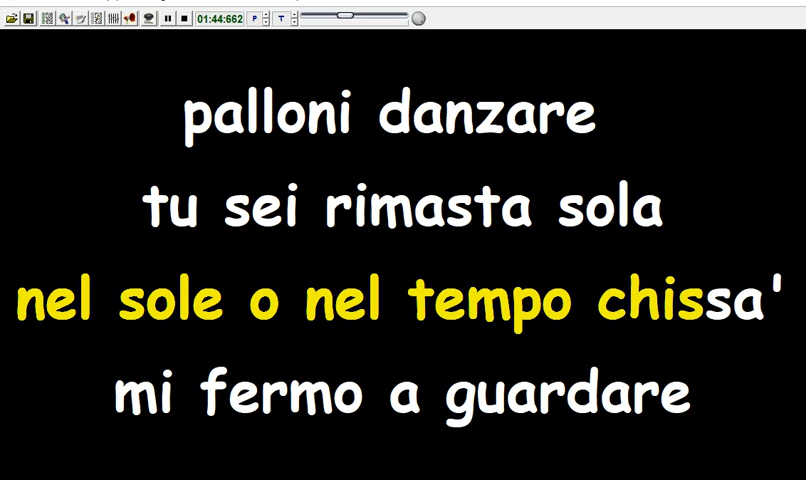 01:44:662
P
T
palloni danzare
tu sei rimasta sola
nel sole o nel tempo chissa'
mi fermo a guardare